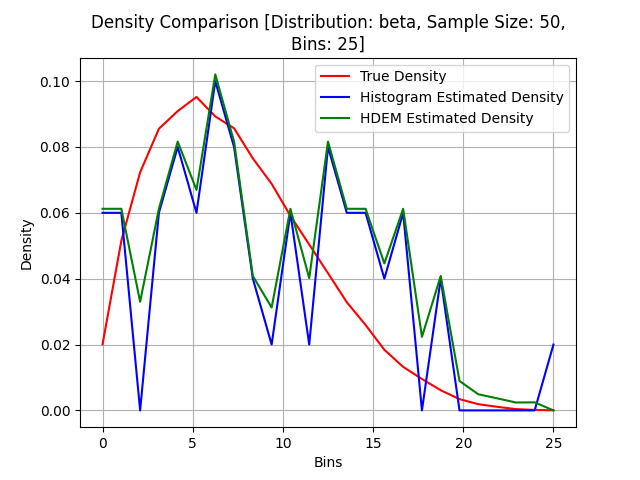 Density Comparison [Distribution: beta, Sample Size: 50,
Bins: 25]
True Density
Histogram Estimated Density
HDEM Estimated Density
Density
0.10
0.08
0.06
0.04
0.02
0.00
0
5
10
15
20
25
Bins